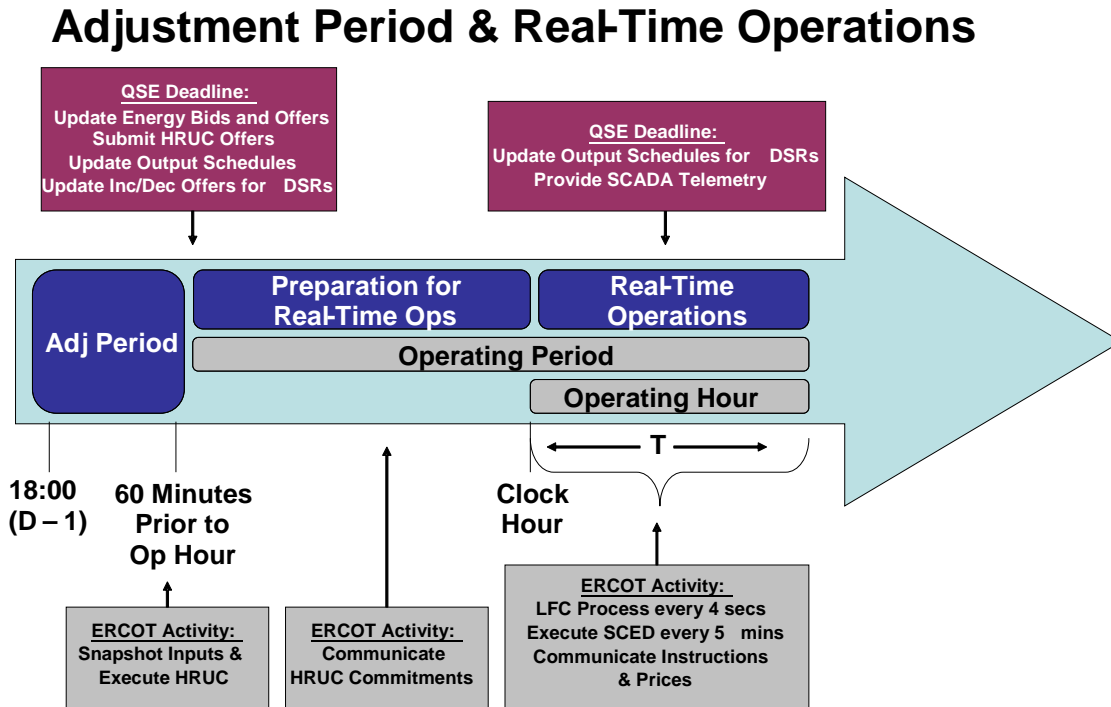 Adjustment Period & Real-Time Operations
QSE Deadline:
Update Energy Bids and Offers
Submit HRUC Offers
Update Output Schedules
Update Inc/Dec Offers for DSRs
QSE Deadline:
Update Output Schedules for DSRs
Provide SCADA Telemetry
Adj Period
Preparation for
Real-Time Ops
Real-Time
Operations
Operating Period
Operating Hour
T
18:00
(D – 1)
60 Minutes
Prior to
Op Hour
Clock
Hour
ERCOT Activity:
Snapshot Inputs &
Execute HRUC
ERCOT Activity:
Communicate
HRUC Commitments
ERCOT Activity:
LFC Process every 4 secs
Execute SCED every 5 mins
Communicate Instructions
& Prices